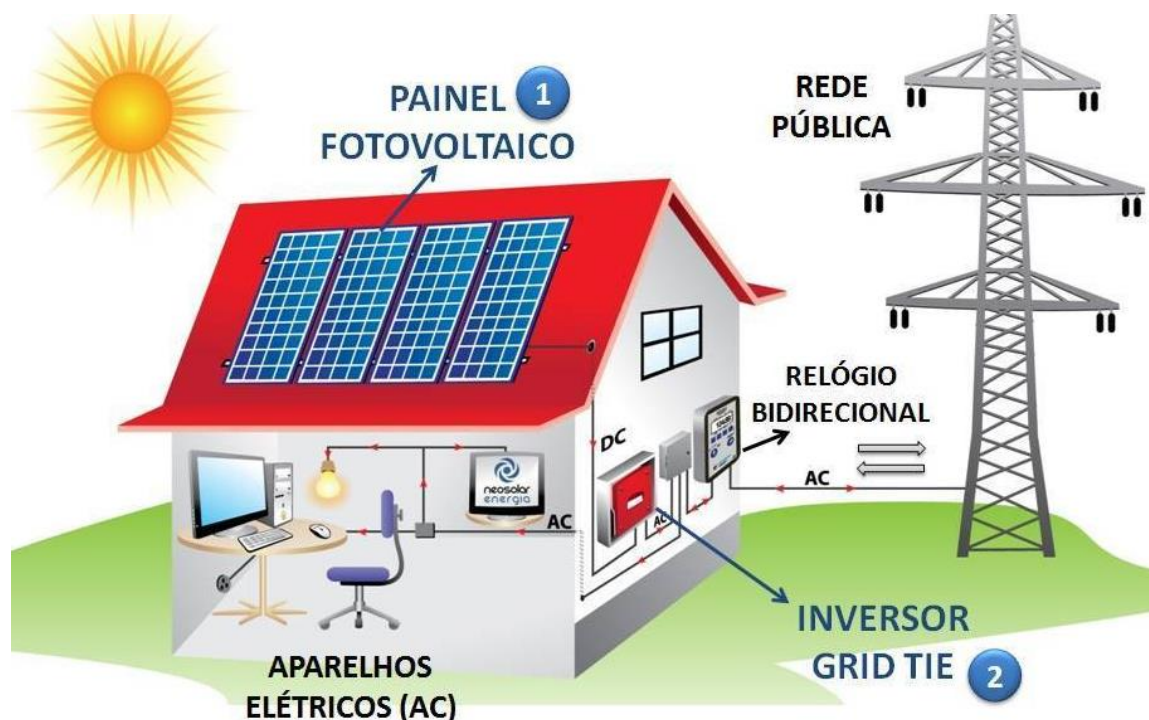 PAINEL 1
FOTOVOLTAICO
REDE
PÚBLICA
RELÓGIO
BIDIRECIONAL
DC
AC
AC
AC
neosolar
energia
INVERSOR
GRID TIE 2
APARELHOS
ELÉTRICOS (AC)